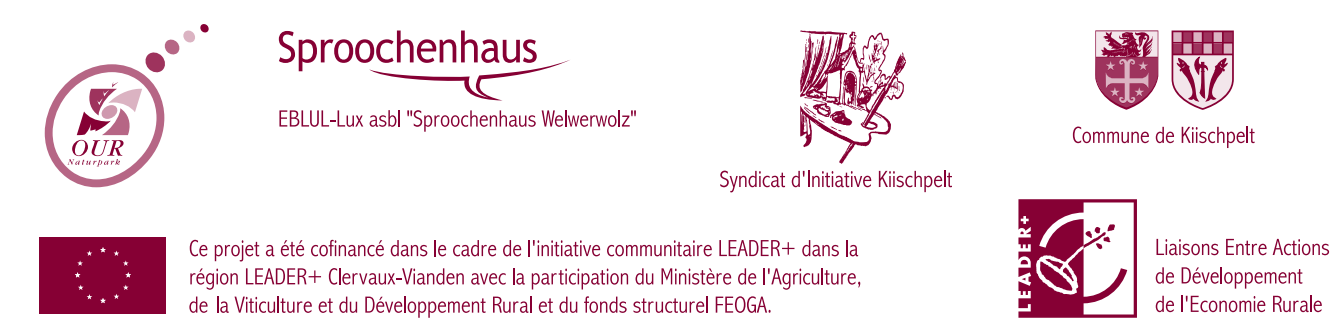 OUR
Naturpark
Sproochenhaus
EBLUL-Lux asbl "Sproochenhaus Welwerwolz"
Syndicat d'Initiative Kiischpelt
Commune de Kiischpelt
Ce projet a été cofinancé dans le cadre de l'initiative communitaire LEADER+ dans la
région LEADER+ Clervaux-Vianden avec la participation du Ministère de l'Agriculture,
de la Viticulture et du Développement Rural et du fonds structurel FEOGA.
LEADER+
Liaisons Entre Actions
de Développement
de l'Economie Rurale